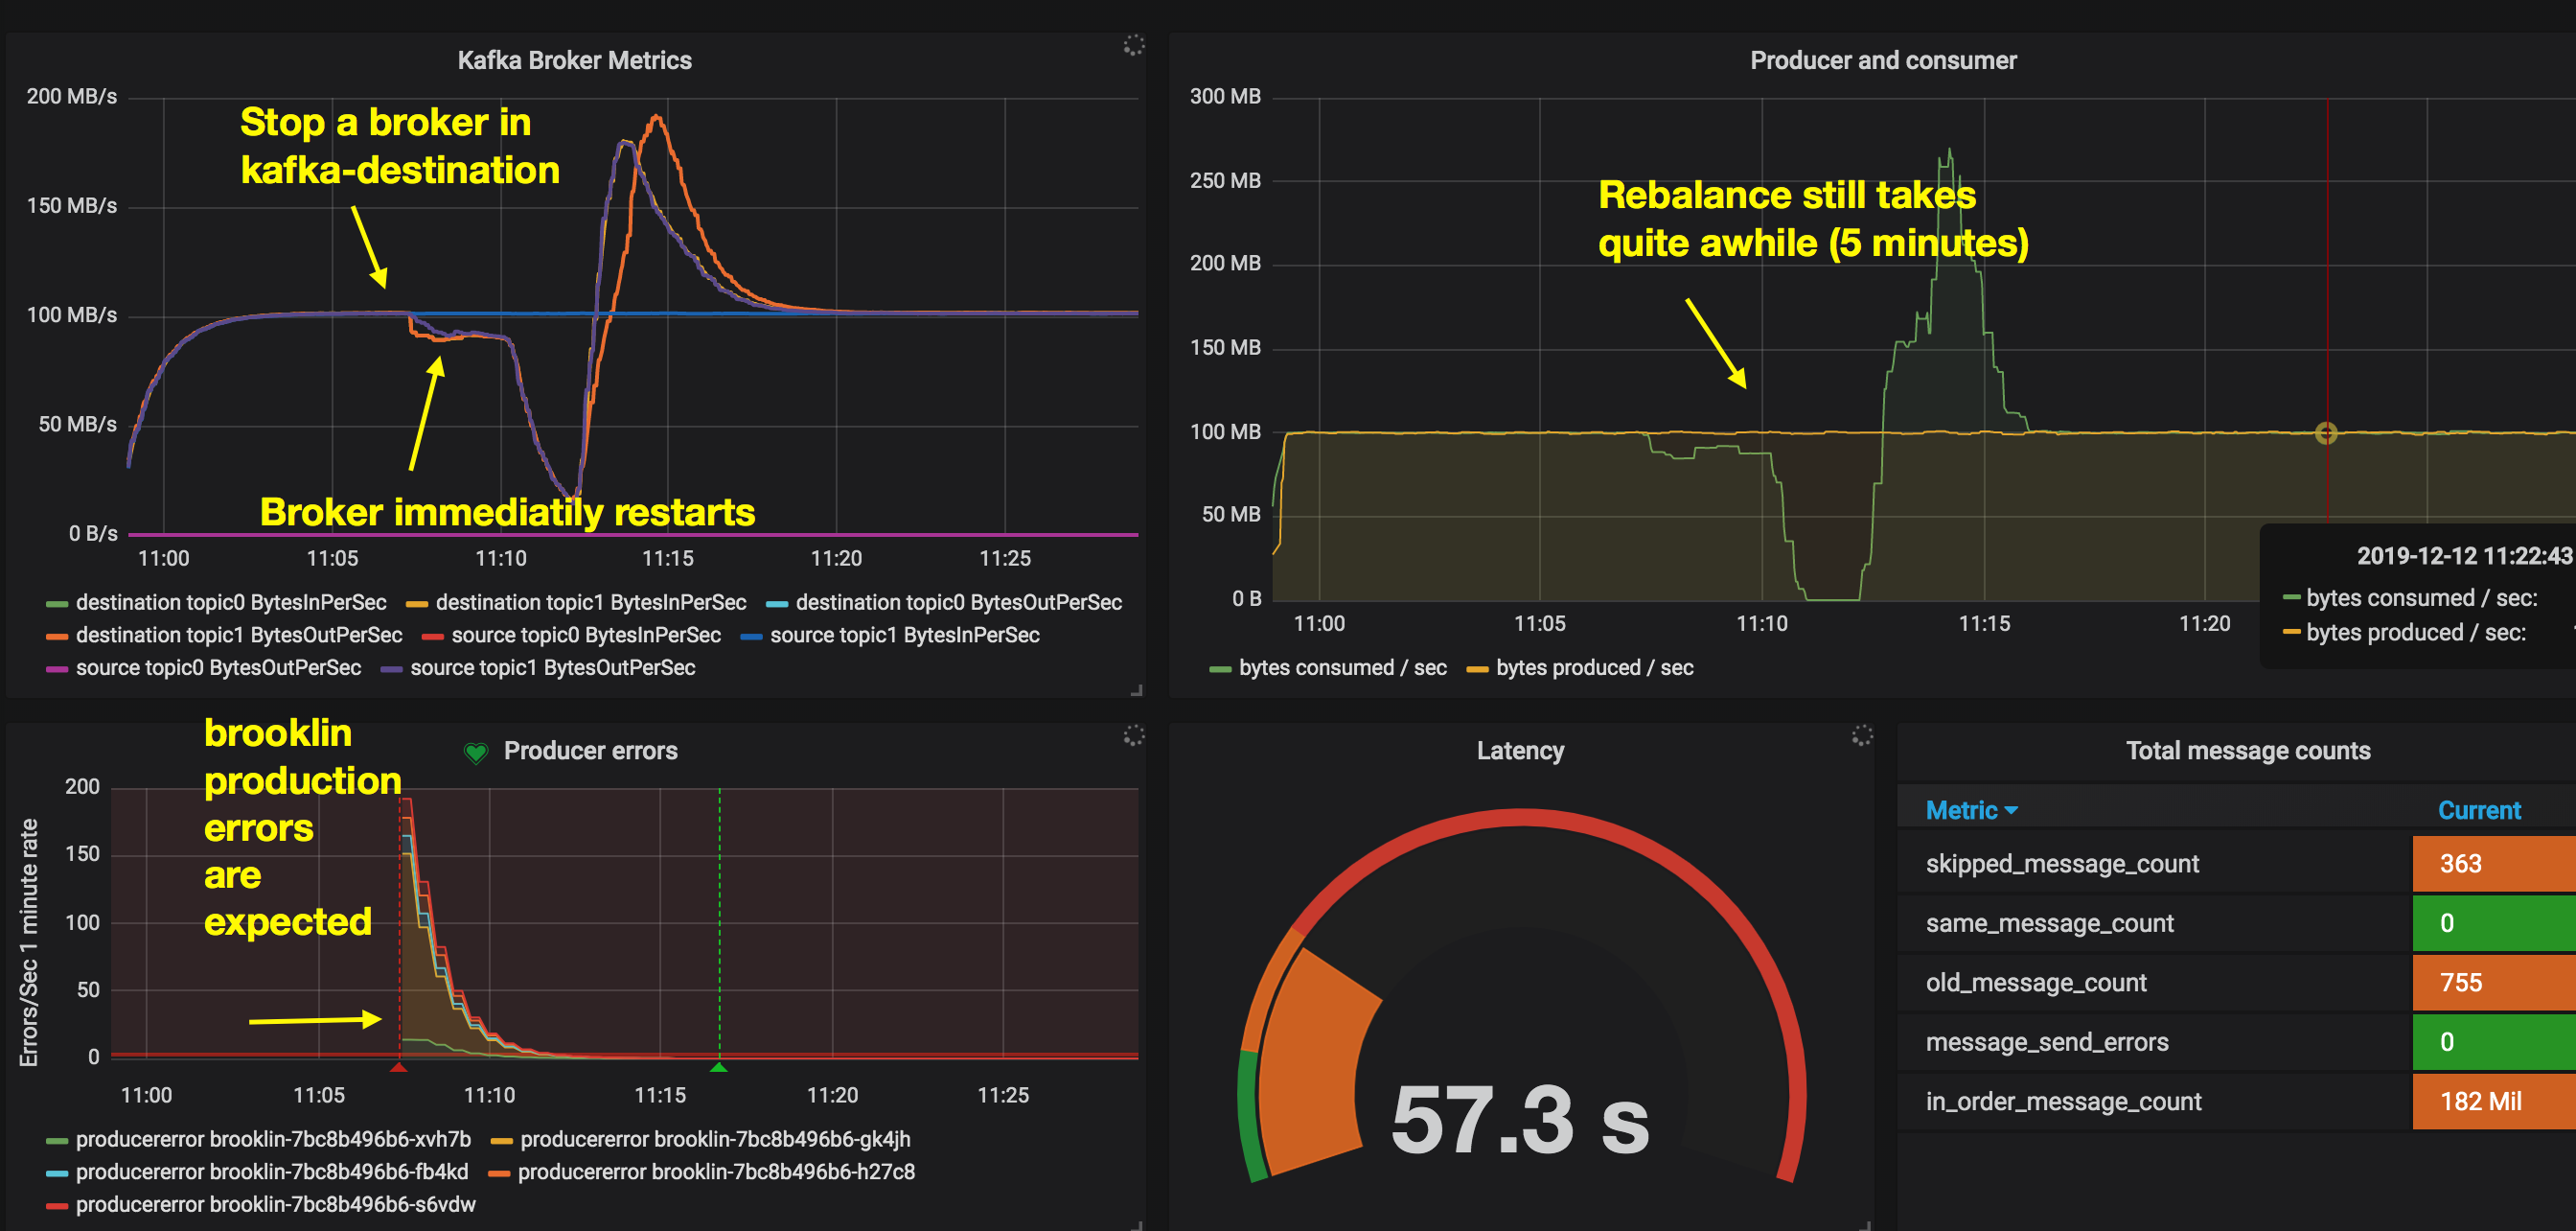 Kafka Broker Metrics
200 MB/s
150 MB/s
100 MB/s
50 MB/s
0 B/s
Stop a broker in
kafka-destination
Broker immediatily restarts
11:00 11:05 11:10 11:15 11:20 11:25
destination topic0 BytesInPerSec destination topic1 BytesInPerSec destination topic0 BytesOutPerSec
destination topic1 BytesOutPerSec source topic0 BytesInPerSec source topic1 BytesInPerSec
source topic0 BytesOutPerSec source topic1 BytesOutPerSec
Producer and consumer
300 MB
250 MB
200 MB
150 MB
100 MB
50 MB
0 B
Rebalance still takes
quite awhile (5 minutes)
11:00 11:05 11:10 11:15 11:20
2019-12-12 11:22:43
bytes consumed / sec:
bytes produced / sec:
bytes consumed / sec bytes produced / sec
Producer errors
brooklin
production
errors
are
expected
Errors/Sec 1 minute rate
200
150
100
50
0
11:00 11:05 11:10 11:15 11:20 11:25
producererror brooklin-7bc8b496b6-xvh7b producererror brooklin-7bc8b496b6-gk4jh
producererror brooklin-7bc8b496b6-fb4kd producererror brooklin-7bc8b496b6-h27c8
producererror brooklin-7bc8b496b6-s6vdw
Latency
57.3 s
Total message counts
Metric Current
skipped_message_count 363
same_message_count 0
old_message_count 755
message_send_errors 0
in_order_message_count 182 Mil